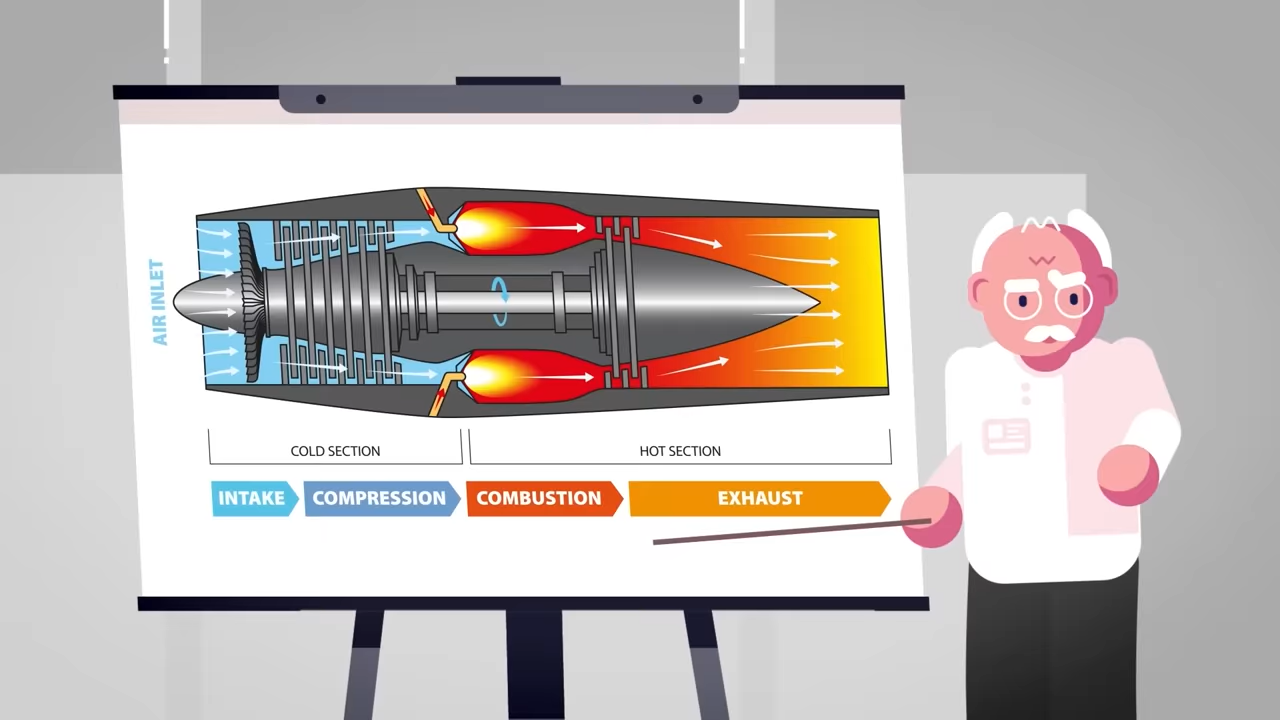 AIR INLET
COLD SECTION
HOT SECTION
INTAKE
COMPRESSION
COMBUSTION
EXHAUST